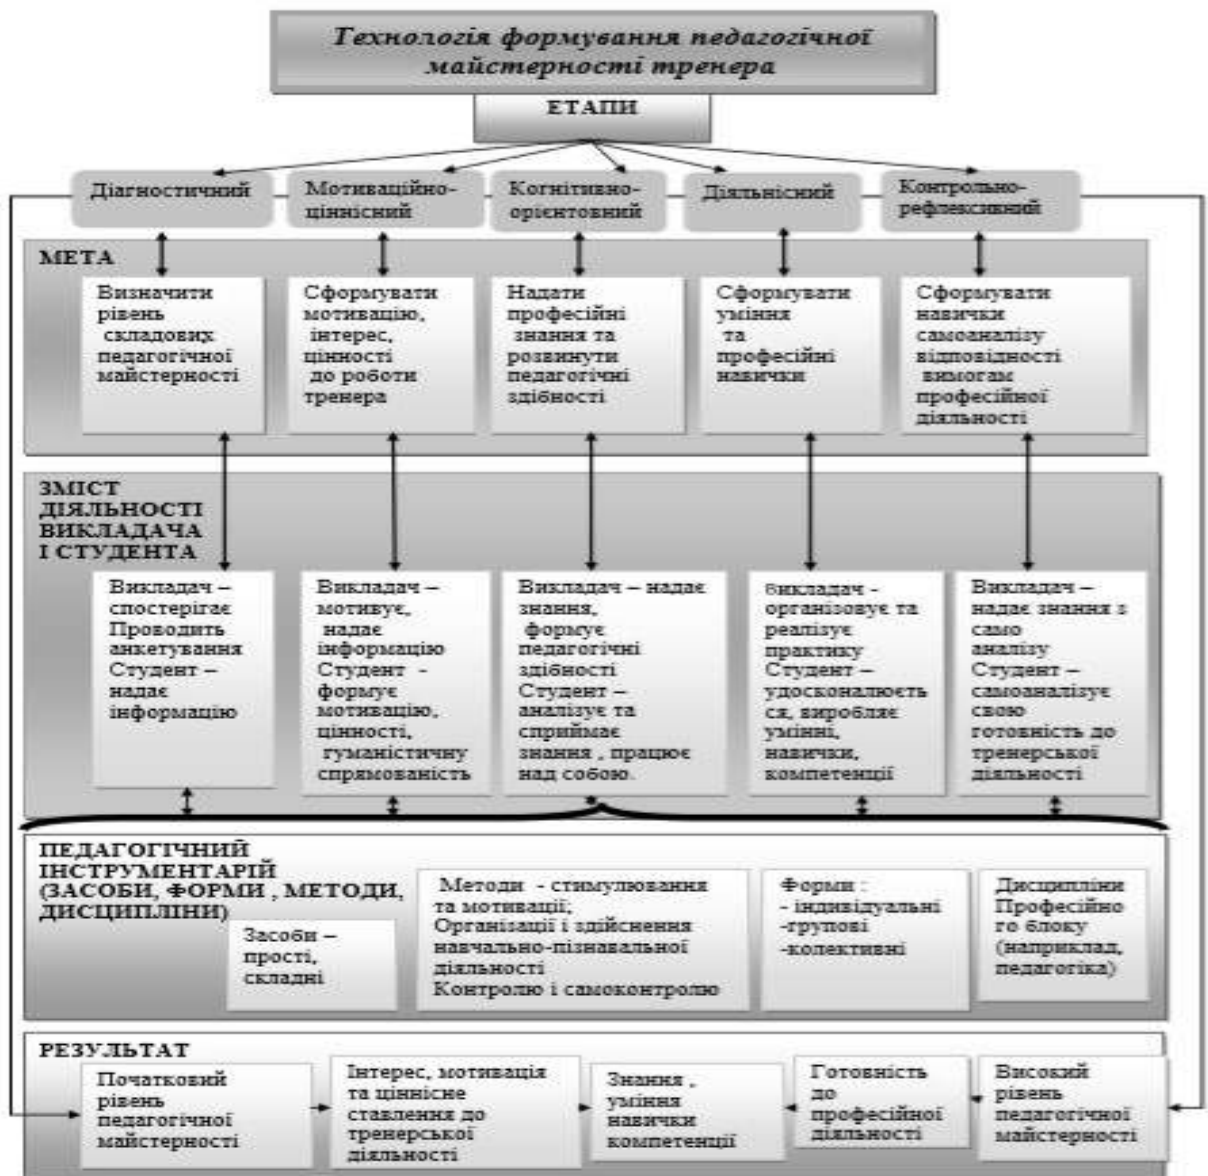 Технологія формування педагогічної
майстерності тренера
ЕТАПИ
Діагностичний
Мотиваційно-
ціннісний
Когнітивно-
орієнтовний
Діяльнісний
Контрольно-
рефлексивний
МЕТА
Визначити
рівень
складових
педагогічної
майстерності
Сформувати
мотивацію,
інтерес,
цінності
до роботи
тренера
Надати
професійні
знання та
розвинути
педагогічні
здібності
Сформувати
уміння
та
професійні
навички
Сформувати
навички
самоаналізу
відповідності
вимогам
професійної
діяльності
ЗМІСТ
ДІЯЛЬНОСТІ
ВИКЛАДАЧА
І СТУДЕНТА
Викладач –
спостерігає
Проводить
анкетування
Студент –
надає
інформацію
Викладач –
мотивує,
надає
інформацію
Студент -
формує
мотивацію,
цінності,
гуманістичну
спрямованість
Викладач – надає
знання,
формує
педагогічні
здібності
Студент –
аналізує та
сприймає
знання , працює
над собою.
викладач -
організовує та
реалізує
практику
Студент –
удосконалюєть
ся, виробляє
умінні,
навички,
компетенції
Викладач –
надає знання з
само
аналізу
Студент –
самоаналізує
свою
готовність до
тренерської
діяльності
ПЕДАГОГІЧНИЙ
ІНСТРУМЕНТАРІЙ
(ЗАСОБИ, ФОРМИ , МЕТОДИ,
ДИСЦИПЛІНИ)
Засоби –
прості,
складні
Методи - стимулювання
та мотивації;
Організації і здійснення
навчально-пізнавальної
діяльності
Контролю і самоконтролю
Форми :
- індивідуальні
-групові
-колективні
Дисципліни
Професійно
го блоку
(наприклад,
педагогіка)
РЕЗУЛЬТАТ
Початковий
рівень
педагогічної
майстерності
Інтерес, мотивація
та ціннісне
ставлення до
тренерської
діяльності
Знання ,
уміння
навички
компетенції
Готовність
до
професійної
діяльності
Високий
рівень
педагогічної
майстерності